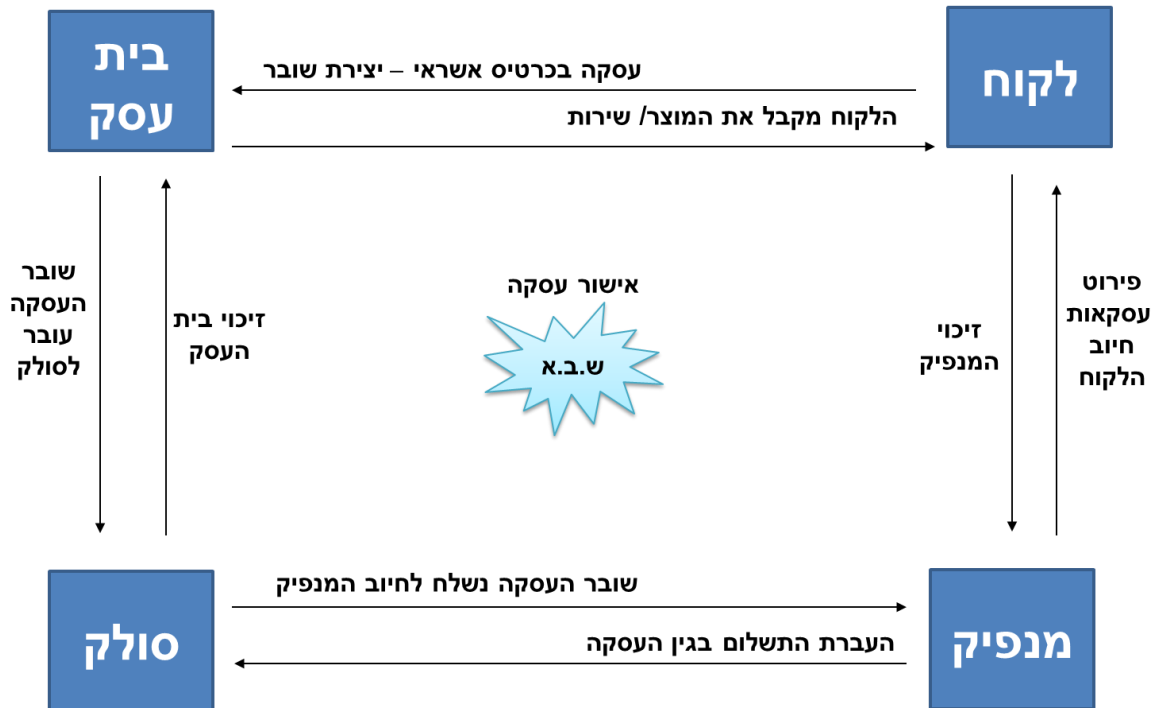 לקוח
בית
עסק
עסקה בכרטיס אשראי – יצירת שובר
הלקוח מקבל את המוצר/ שירות
פירוט
עסקאות
חיוב
הלקוח
זיכוי
המנפיק
אישור עסקה
ש.ב.א
זיכוי בית
העסק
שובר
העסקה
עובר
לסולק
מנפיק
שובר העסקה נשלח לחיוב המנפיק
העברת התשלום בגין העסקה
סולק